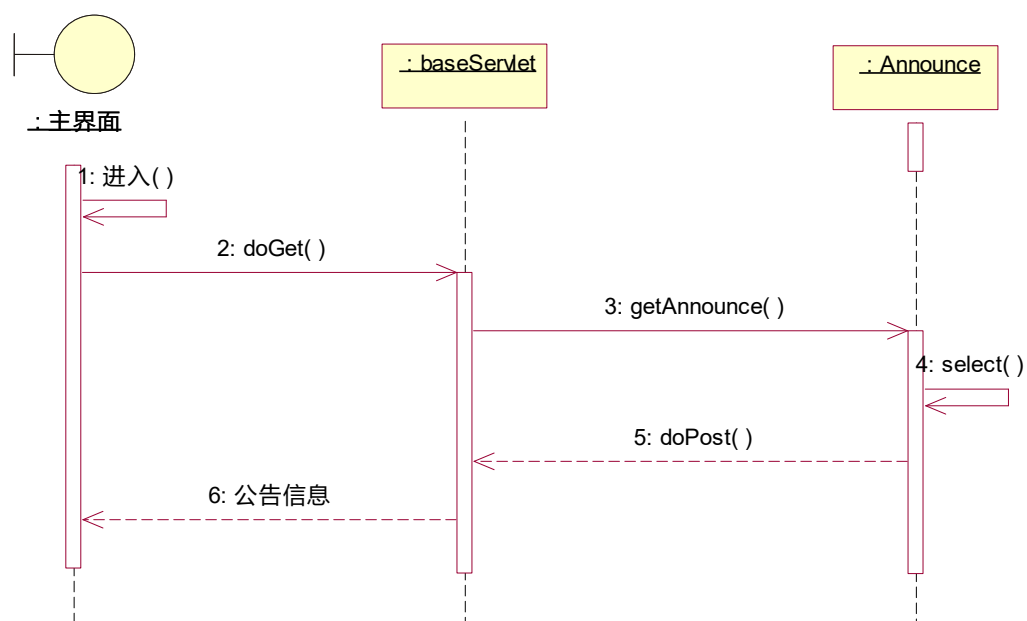 : baseServlet
: Announce
: 主界面
1: 进入( )
2: doGet( )
3: getAnnounce( )
4: select( )
5: doPost( )
6: 公告信息